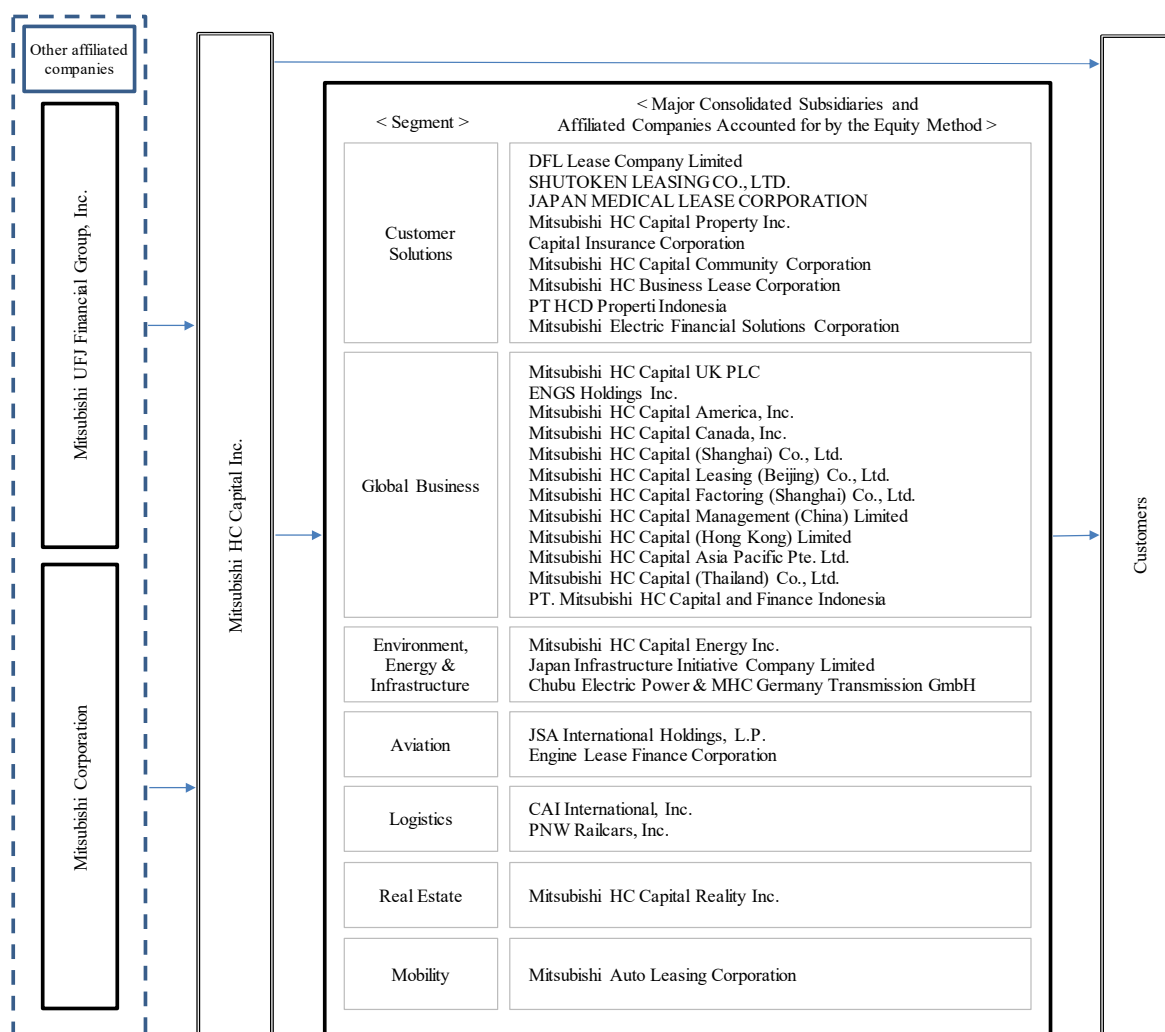 Other affiliated
companies
Mitsubishi UFJ Financial Group, Inc.
Mitsubishi Corporation
Mitsubishi HC Capital Inc.
< Segment >
< Major Consolidated Subsidiaries and
Affiliated Companies Accounted for by the Equity Method >
Customer
Solutions
DFL Lease Company Limited
SHUTOKEN LEASING CO., LTD.
JAPAN MEDICAL LEASE CORPORATION
Mitsubishi HC Capital Property Inc.
Capital Insurance Corporation
Mitsubishi HC Capital Community Corporation
Mitsubishi HC Business Lease Corporation
PT HCD Properti Indonesia
Mitsubishi Electric Financial Solutions Corporation
Global Business
Mitsubishi HC Capital UK PLC
ENGS Holdings Inc.
Mitsubishi HC Capital America, Inc.
Mitsubishi HC Capital Canada, Inc.
Mitsubishi HC Capital (Shanghai) Co., Ltd.
Mitsubishi HC Capital Leasing (Beijing) Co., Ltd.
Mitsubishi HC Capital Factoring (Shanghai) Co., Ltd.
Mitsubishi HC Capital Management (China) Limited
Mitsubishi HC Capital (Hong Kong) Limited
Mitsubishi HC Capital Asia Pacific Pte. Ltd.
Mitsubishi HC Capital (Thailand) Co., Ltd.
PT. Mitsubishi HC Capital and Finance Indonesia
Environment,
Energy &
Infrastructure
Mitsubishi HC Capital Energy Inc.
Japan Infrastructure Initiative Company Limited
Chubu Electric Power & MHC Germany Transmission GmbH
Aviation
JSA International Holdings, L.P.
Engine Lease Finance Corporation
Logistics
CAI International, Inc.
PNW Railcars, Inc.
Real Estate
Mitsubishi HC Capital Reality Inc.
Mobility
Mitsubishi Auto Leasing Corporation
Customers